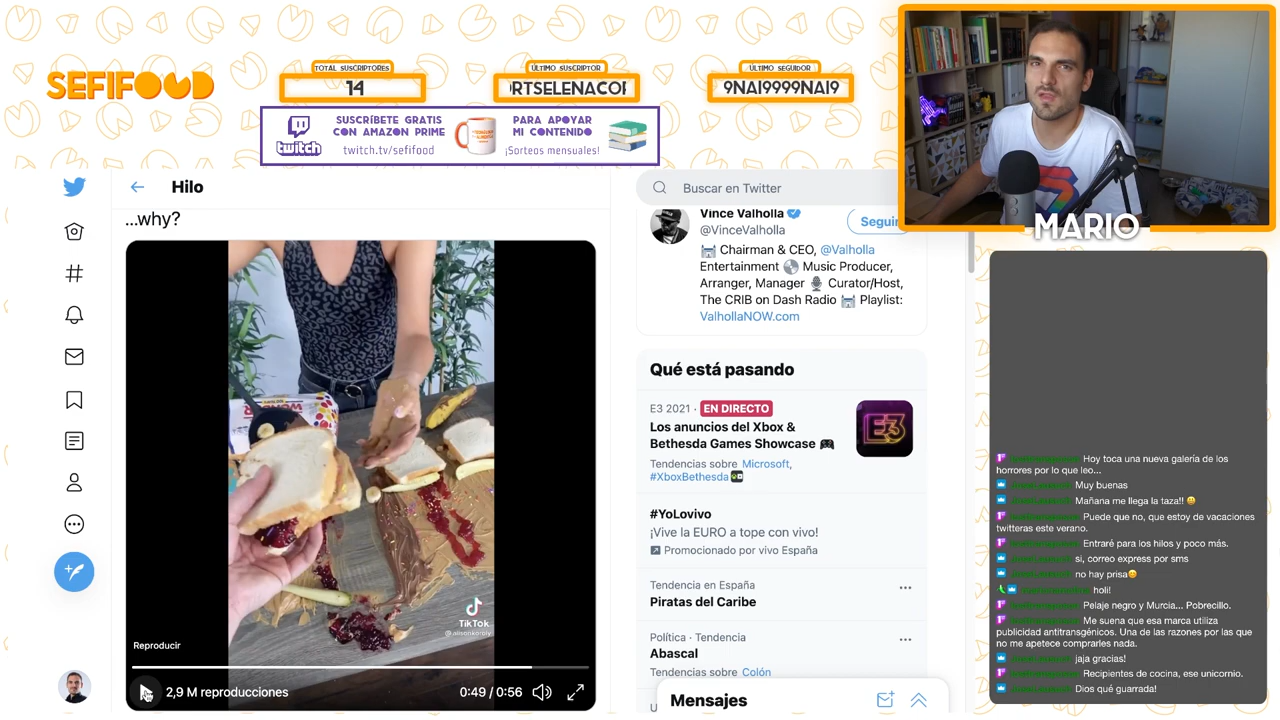 SEFIFOOD
TOTAL SUSCRIPTORES
14
ÚLTIMO SUSCRIPTOR
RTSELENACOR
ÚLTIMO SEGUIDOR
9NAI9999NAI9
twitch
SUSCRÍBETE GRATIS
CON AMAZON PRIME
twitch.tv/sefifood
PARA APOYAR
MI CONTENIDO
¡Sorteos mensuales!
MARIO
Hilo
...why?
WONDER
TikTok
Reproducir
2,9 M reproducciones
0:49 / 0:56
Buscar en Twitter
Vince Valholla
@VinceValholla
Seguir
Chairman & CEO, @Valholla
Entertainment Music Producer,
Arranger, Manager Curator/Host,
The CRIB on Dash Radio Playlist:
ValhollaNOW.com
Qué está pasando
E3 2021 · EN DIRECTO
Los anuncios del Xbox &
Bethesda Games Showcase
Tendencias sobre Microsoft,
#XboxBethesda
E3
#YoLovivo
¡Vive la EURO a tope con vivo!
Promocionado por vivo España
Tendencia en España
Piratas del Caribe
Política · Tendencia
Abascal
Tendencias sobre Colón
Mensajes
Hoy toca una nueva galería de los
horrores por lo que leo...
Muy buenas
Mañana me llega la taza!!
Puede que no, que estoy de vacaciones
twitteras este verano.
Entraré para los hilos y poco más.
si, correo express por sms
no hay prisa
holi!
Pelaje negro y Murcia... Pobrecillo.
Me suena que esa marca utiliza
publicidad antitransgénicos. Una de las razones por las que
no me apetece comprarles nada.
jaja gracias!
Recipientes de cocina, ese unicornio.
Dios qué guarrada!